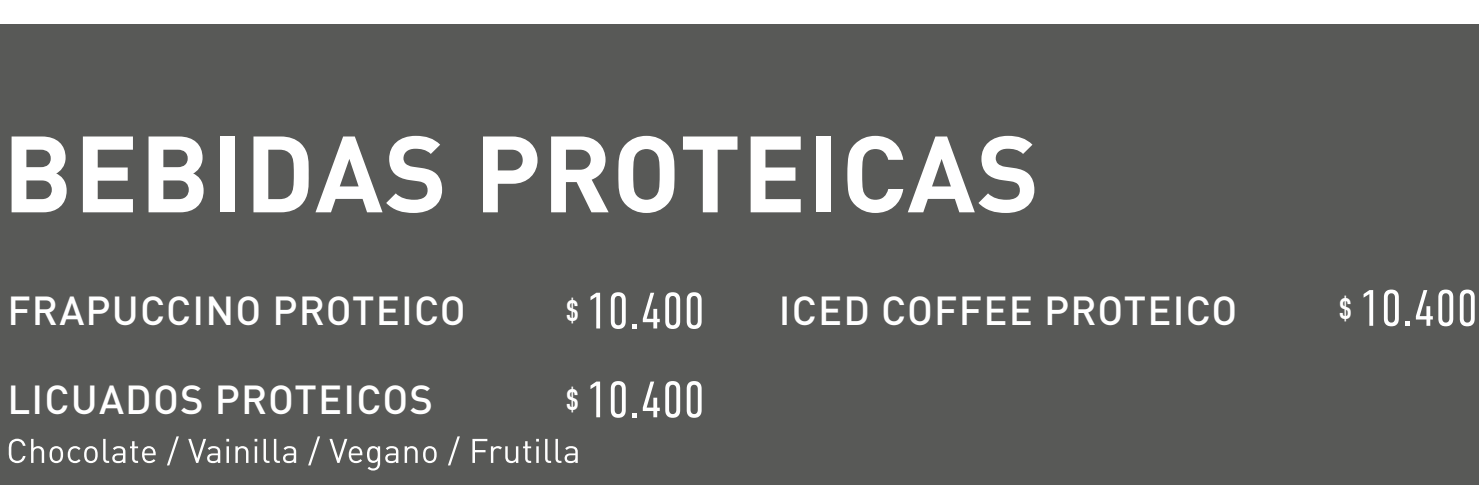 BEBIDAS PROTEICAS
FRAPUCCINO PROTEICO $ 10.400 ICED COFFEE PROTEICO $ 10.400
LICUADOS PROTEICOS $ 10.400
Chocolate / Vainilla / Vegano / Frutilla